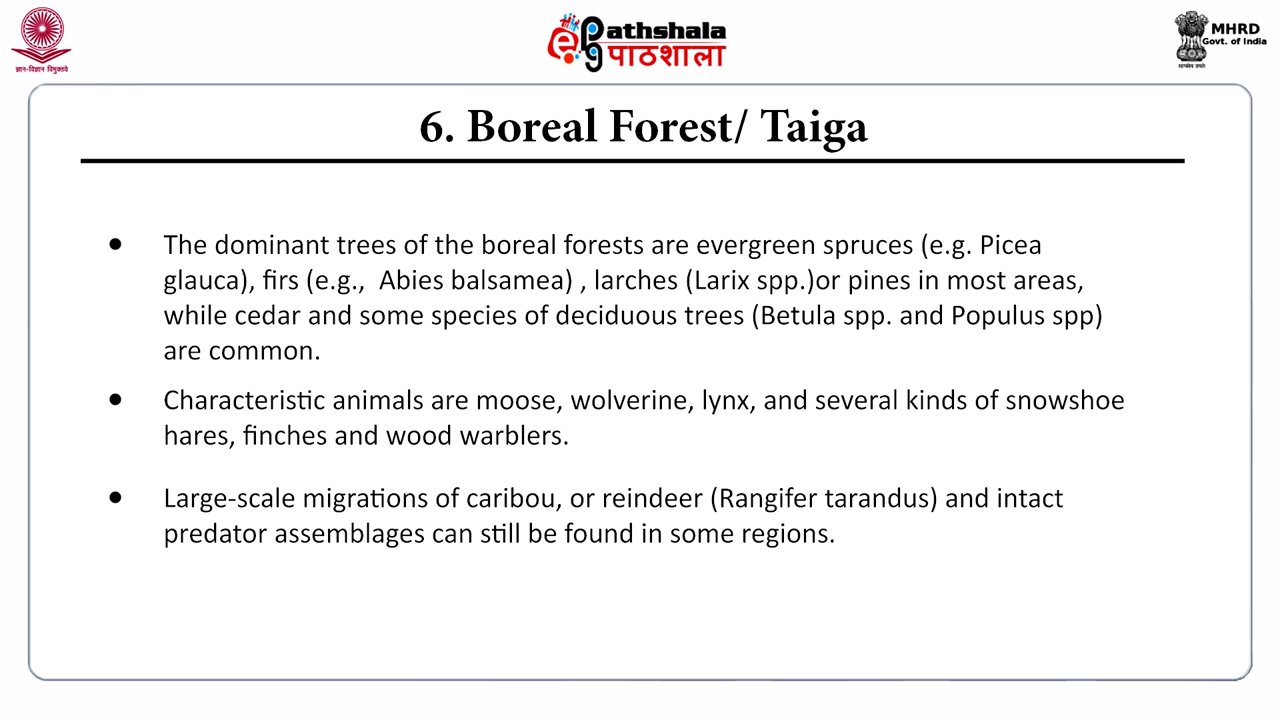 ज्ञान-विज्ञान विमुक्तये
athshala
पाठशाला
MHRD
Govt. of India
सत्यमेव जयते
6. Boreal Forest/ Taiga
● The dominant trees of the boreal forests are evergreen spruces (e.g. Picea
glauca), firs (e.g.,  Abies balsamea) , larches (Larix spp.)or pines in most areas,
while cedar and some species of deciduous trees (Betula spp. and Populus spp)
are common.
● Characteristic animals are moose, wolverine, lynx, and several kinds of snowshoe
hares, finches and wood warblers.
● Large-scale migrations of caribou, or reindeer (Rangifer tarandus) and intact
predator assemblages can still be found in some regions.